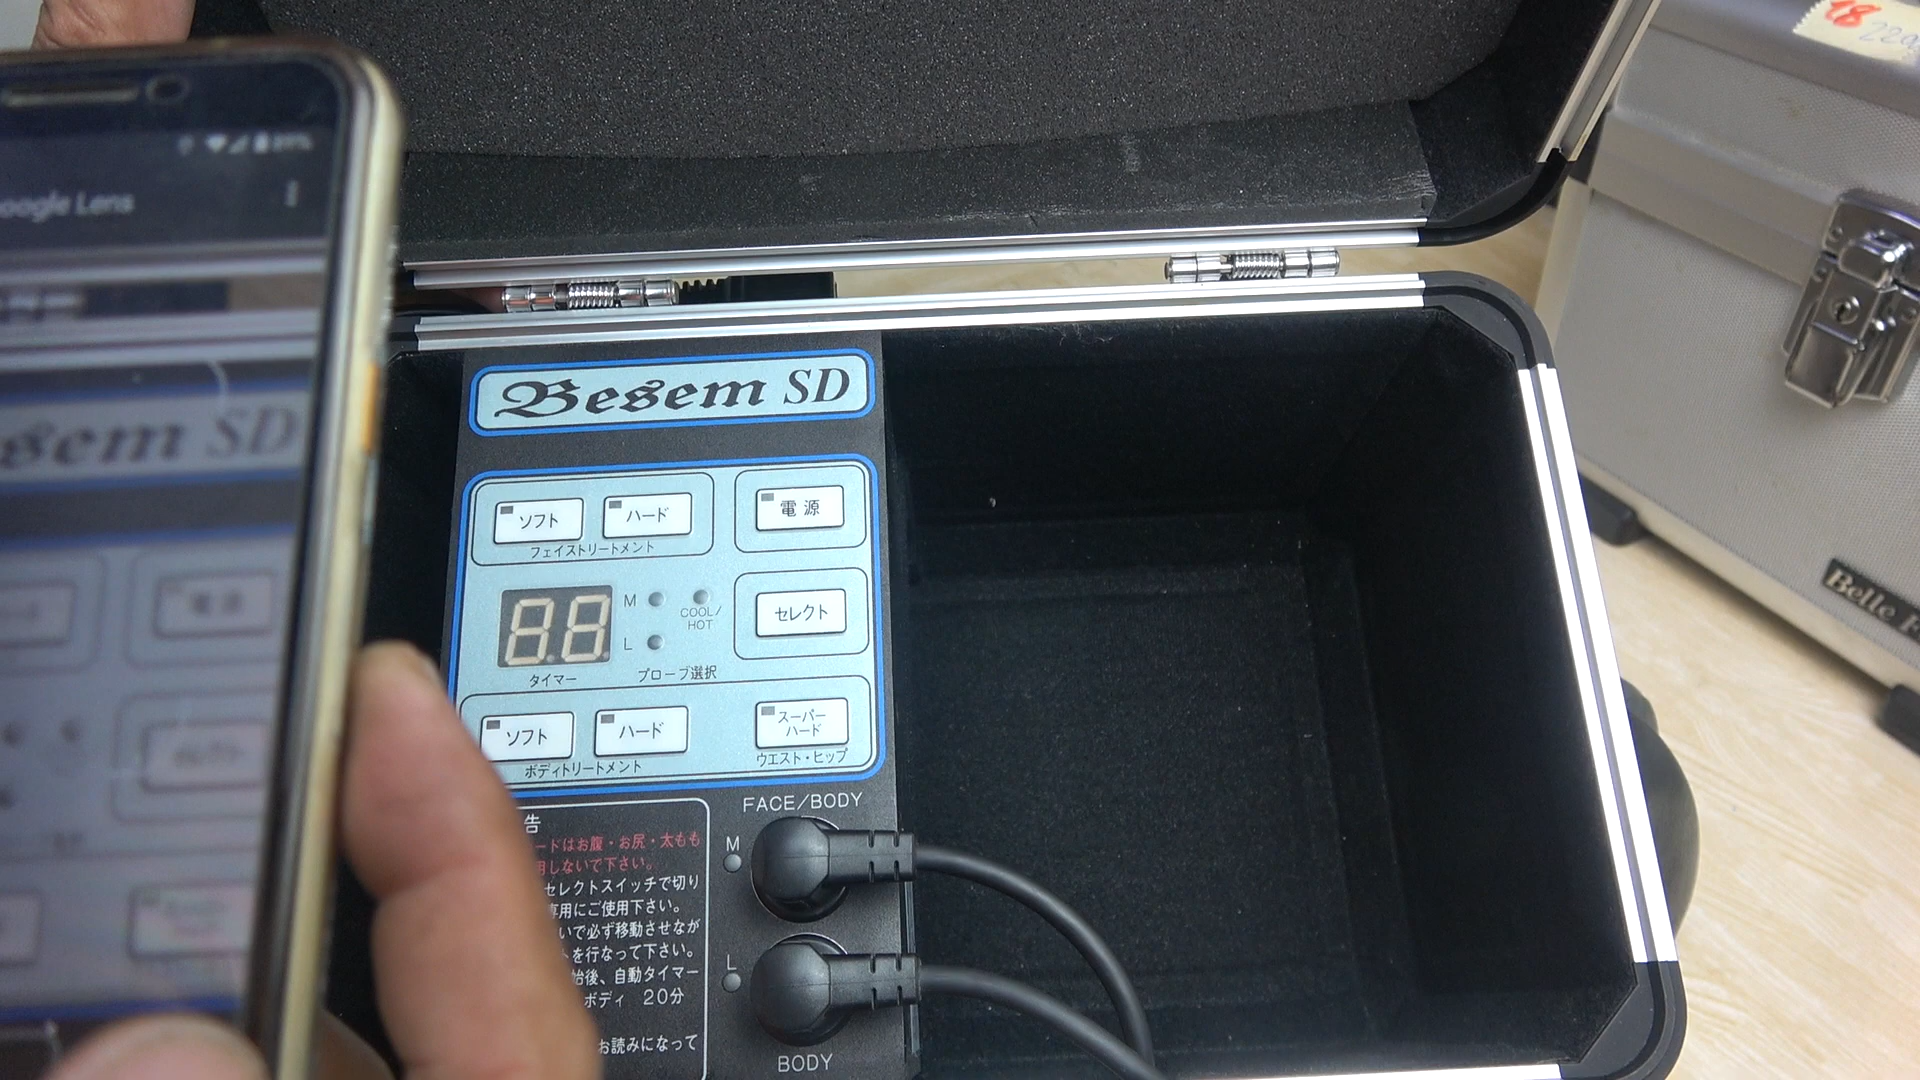 Google Lens
sem SD
電源
Besem SD
ソフト
ハード
電源
フェイストリートメント
88
M
L
COOL/
HOT
セレクト
タイマー
プローブ選択
ソフト
ハード
スーパー
ハード
ボディトリートメント
ウエスト・ヒップ
告
ードはお腹・お尻・太もも
用しないで下さい。
セレクトスイッチで切り
専用にご使用下さい。
いで必ず移動させなが
を行なって下さい。
始後、自動タイマー
ボディ 20分
お読みになって
FACE/BODY
M
L
BODY
18
Belle